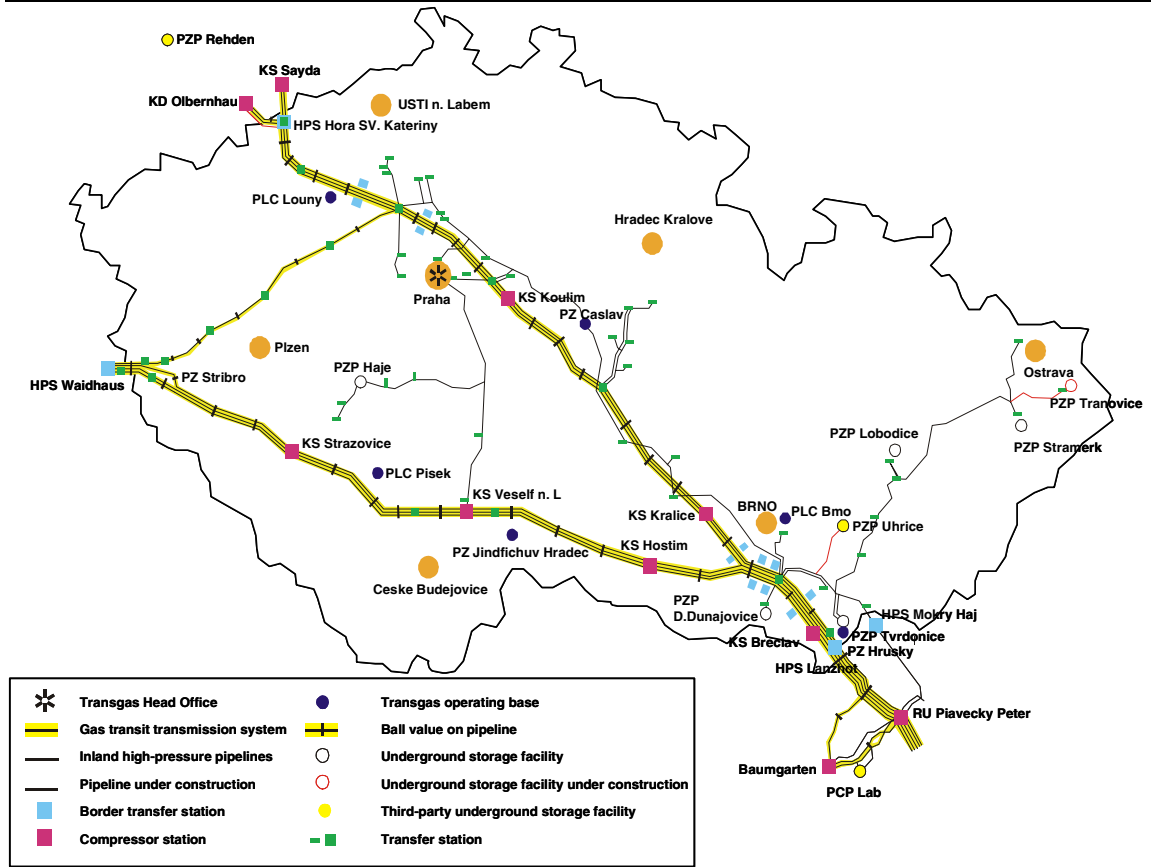 PZP Rehden
KS Sayda
KD Olbernhau
USTI n. Labem
HPS Hora SV. Kateriny
PLC Louny
Hradec Kralove
Praha
KS Koulim
PZ Caslav
Plzen
PZP Haje
HPS Waidhaus
PZ Stribro
Ostrava
PZP Tranovice
PZP Stramerk
PZP Lobodice
KS Strazovice
PLC Pisek
KS Veself n. L
KS Kralice
BRNO
PLC Bmo
PZP Uhrice
PZ Jindfichuv Hradec
KS Hostim
Ceske Budejovice
PZP
D.Dunajovice
HPS Mokry Haj
KS Breclav
PZP Tvrdonice
PZ Hrusky
HPS Lanzhot
RU Piavecky Peter
Baumgarten
PCP Lab
Transgas Head Office
Gas transit transmission system
Inland high-pressure pipelines
Pipeline under construction
Border transfer station
Compressor station
Transgas operating base
Ball value on pipeline
Underground storage facility
Underground storage facility under construction
Third-party underground storage facility
Transfer station